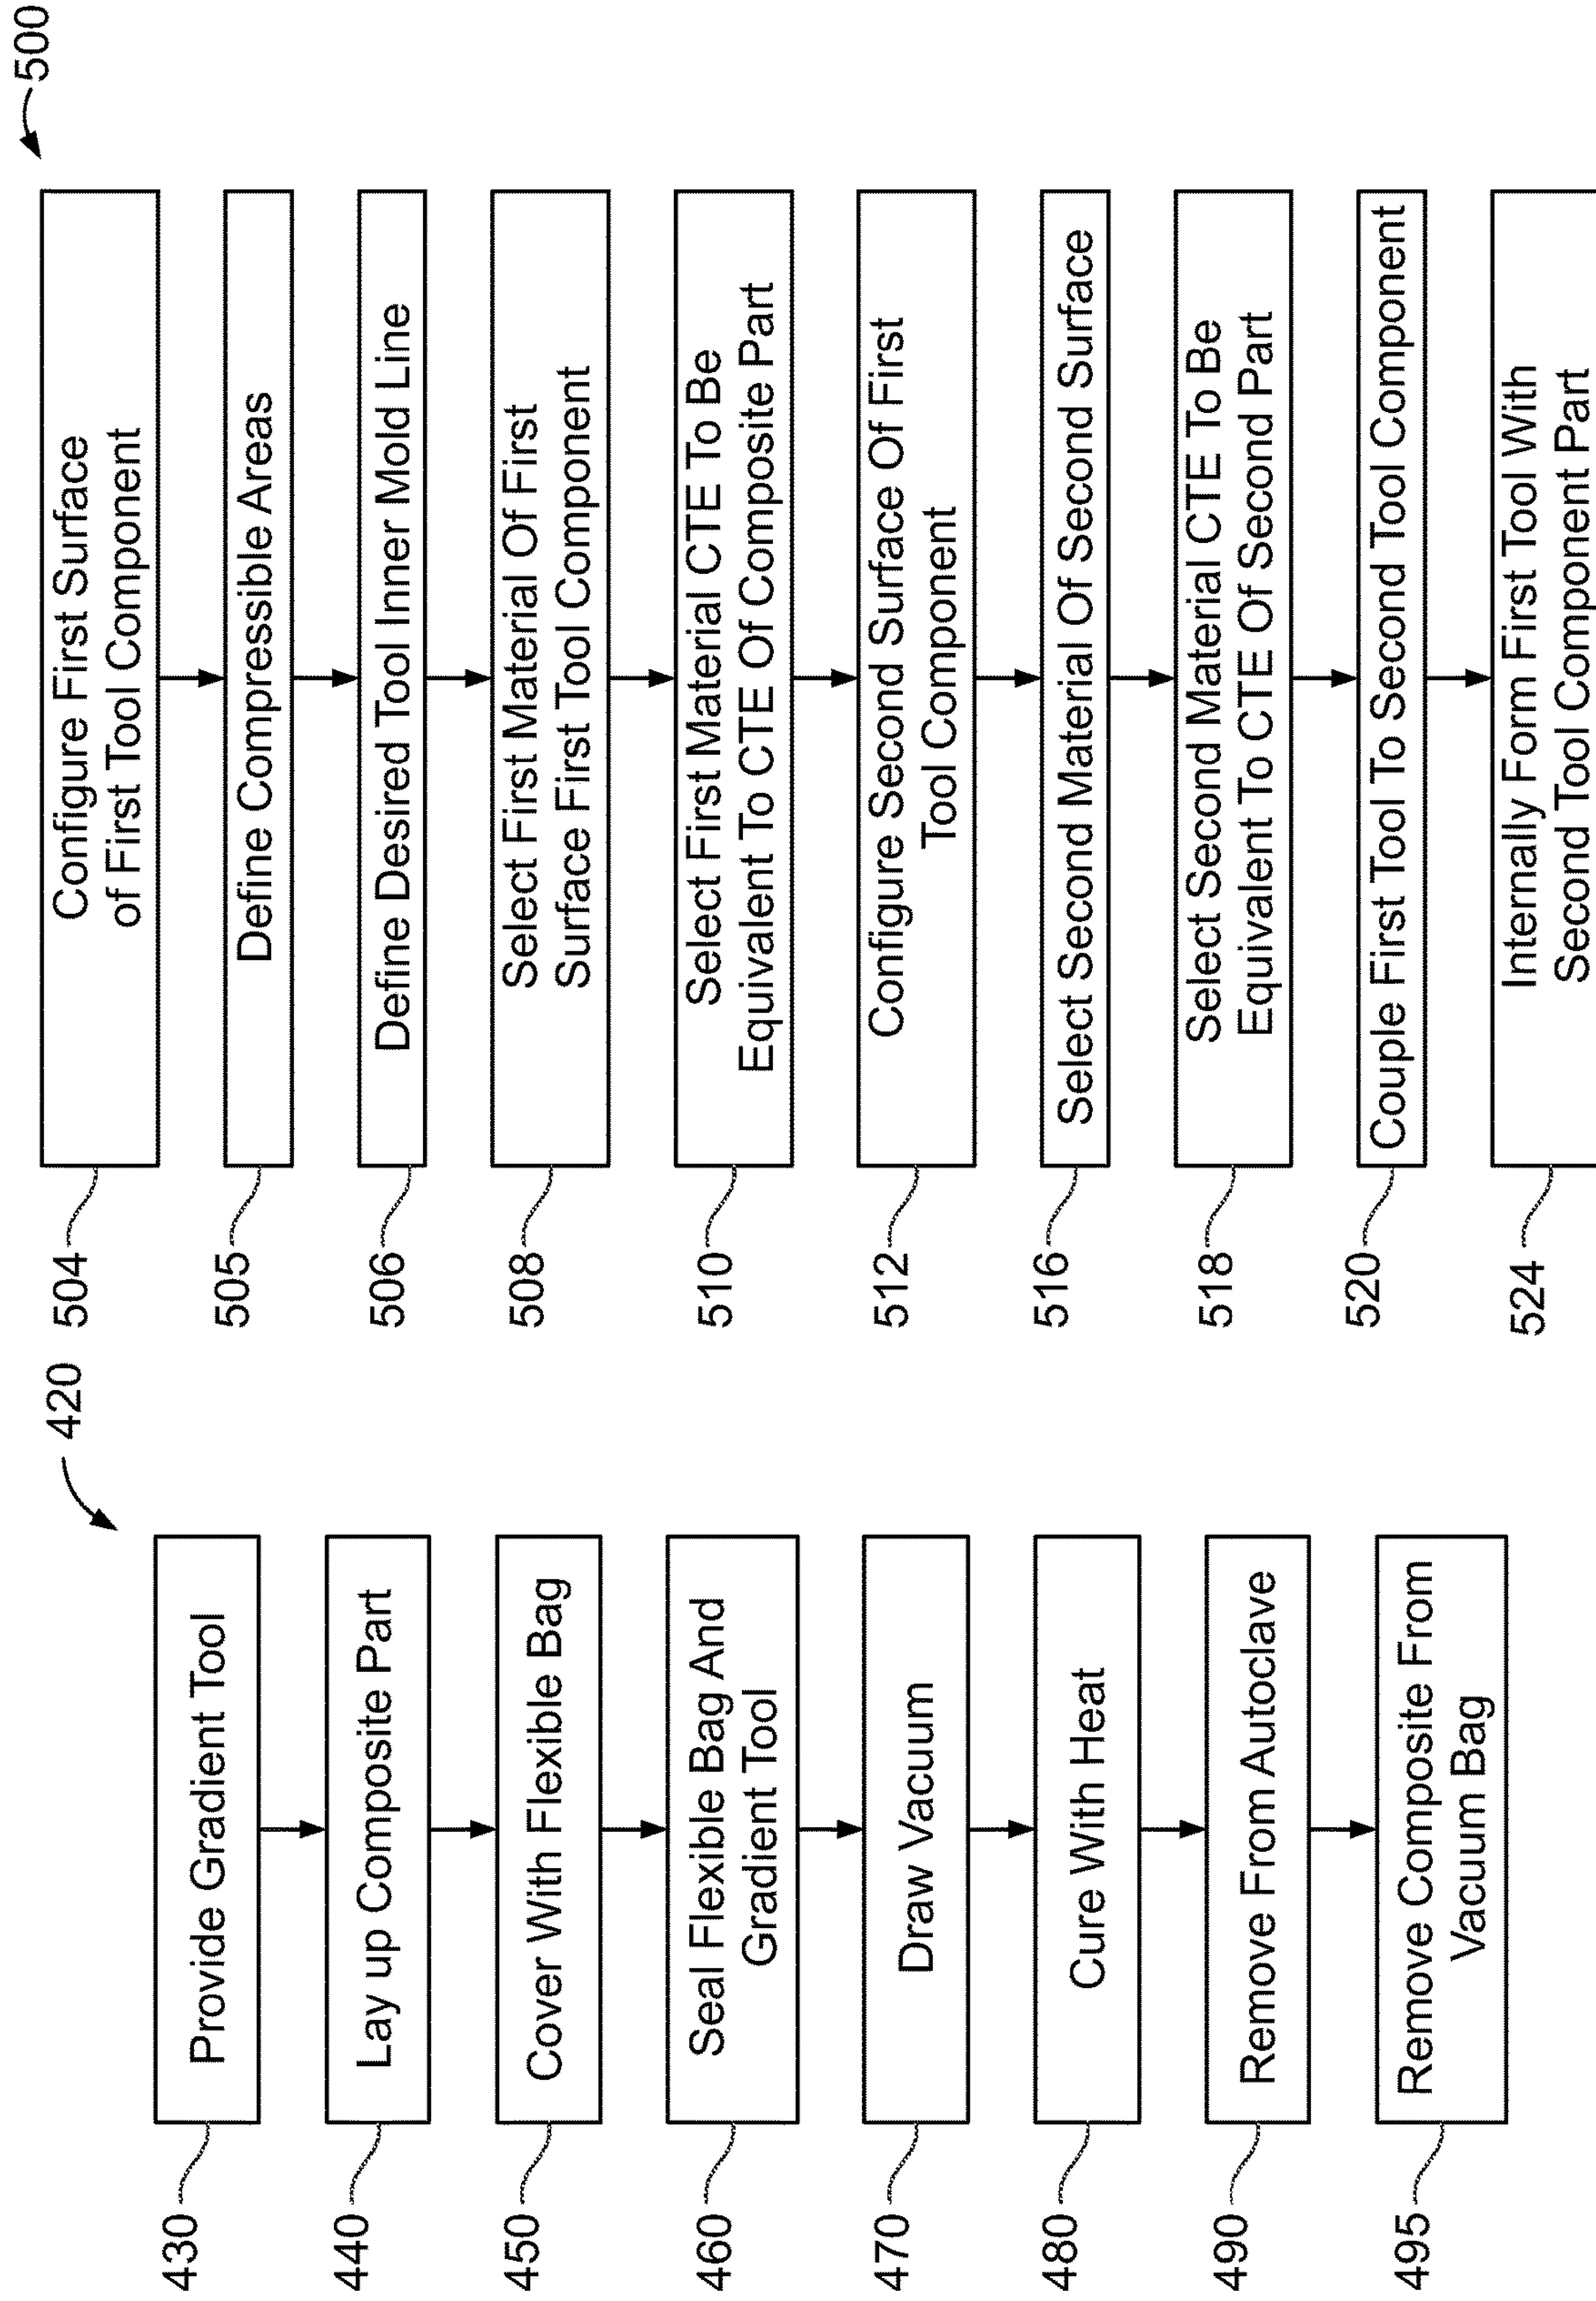 420
430
Provide Gradient Tool
440
Lay up Composite Part
450
Cover With Flexible Bag
460
Seal Flexible Bag And
Gradient Tool
470
Draw Vacuum
480
Cure With Heat
490
Remove From Autoclave
495
Remove Composite From
Vacuum Bag
500
504
Configure First Surface
of First Tool Component
505
Define Compressible Areas
506
Define Desired Tool Inner Mold Line
508
Select First Material Of First
Surface First Tool Component
510
Select First Material CTE To Be
Equivalent To CTE Of Composite Part
512
Configure Second Surface Of First
Tool Component
516
Select Second Material Of Second Surface
518
Select Second Material CTE To Be
Equivalent To CTE Of Second Part
520
Couple First Tool To Second Tool Component
524
Internally Form First Tool With
Second Tool Component Part